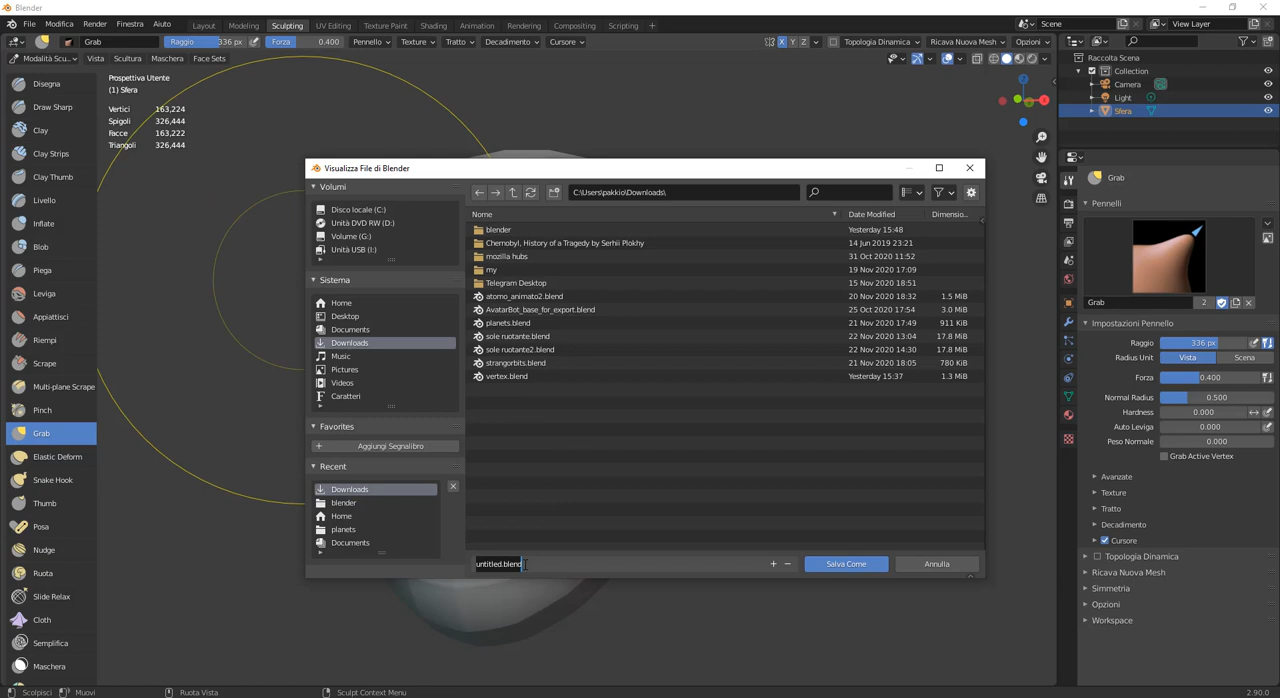 Blender
File Modifica Render Finestra Aiuto Layout Modeling Sculpting UV Editing Texture Paint Shading Animation Rendering Compositing Scripting + Scene View Layer
Grab Raggio 336 px Forza 0.400 Pennello Texture Tratto Decadimento Cursore X Y Z Topologia Dinamica Ricava Nuova Mesh Opzioni
Modalità Scu... Vista Scultura Maschera Face Sets
Prospettiva Utente
(1) Sfera
Vertici 163,224
Spigoli 326,444
Facce 163,222
Triangoli 326,444
Disegna
Draw Sharp
Clay
Clay Strips
Clay Thumb
Livello
Inflate
Blob
Piega
Leviga
Appiattisci
Riempi
Scrape
Multi-plane Scrape
Pinch
Grab
Elastic Deform
Snake Hook
Thumb
Posa
Nudge
Ruota
Slide Relax
Cloth
Semplifica
Maschera
Visualizza File di Blender
Volumi
Disco locale (C:)
Unità DVD RW (D:)
Volume (G:)
Unità USB (I:)
Sistema
Home
Desktop
Documents
Downloads
Music
Pictures
Videos
Caratteri
Favorites
Aggiungi Segnalibro
Recent
Downloads
blender
Home
planets
Documents
C:\Users\pakkio\Downloads\
Nome Date Modified Dimensio...
blender Yesterday 15:48
Chernobyl, History of a Tragedy by Serhii Plokhy 14 Jun 2019 23:21
mozilla hubs 31 Oct 2020 11:52
my 19 Nov 2020 17:09
Telegram Desktop 15 Nov 2020 18:51
atomo_animato2.blend 20 Nov 2020 18:32 1.5 MiB
AvatarBot_base_for_export.blend 25 Oct 2020 17:54 3.0 MiB
planets.blend 21 Nov 2020 17:49 911 KiB
sole ruotante.blend 22 Nov 2020 13:04 17.8 MiB
sole ruotante2.blend 22 Nov 2020 14:30 17.8 MiB
strangorbits.blend 21 Nov 2020 18:05 780 KiB
vertex.blend Yesterday 15:37 1.3 MiB
untitled.blend Salva Come Annulla
Raccolta Scena
Collection
Camera
Light
Sfera
Grab
Pennelli
Grab 2
Impostazioni Pennello
Raggio 336 px
Radius Unit Vista Scena
Forza 0.400
Normal Radius 0.500
Hardness 0.000
Auto Leviga 0.000
Peso Normale 0.000
Grab Active Vertex
Avanzate
Texture
Tratto
Decadimento
Cursore
Topologia Dinamica
Ricava Nuova Mesh
Simmetria
Opzioni
Workspace
Scolpisci Muovi Ruota Vista Sculpt Context Menu 2.90.0